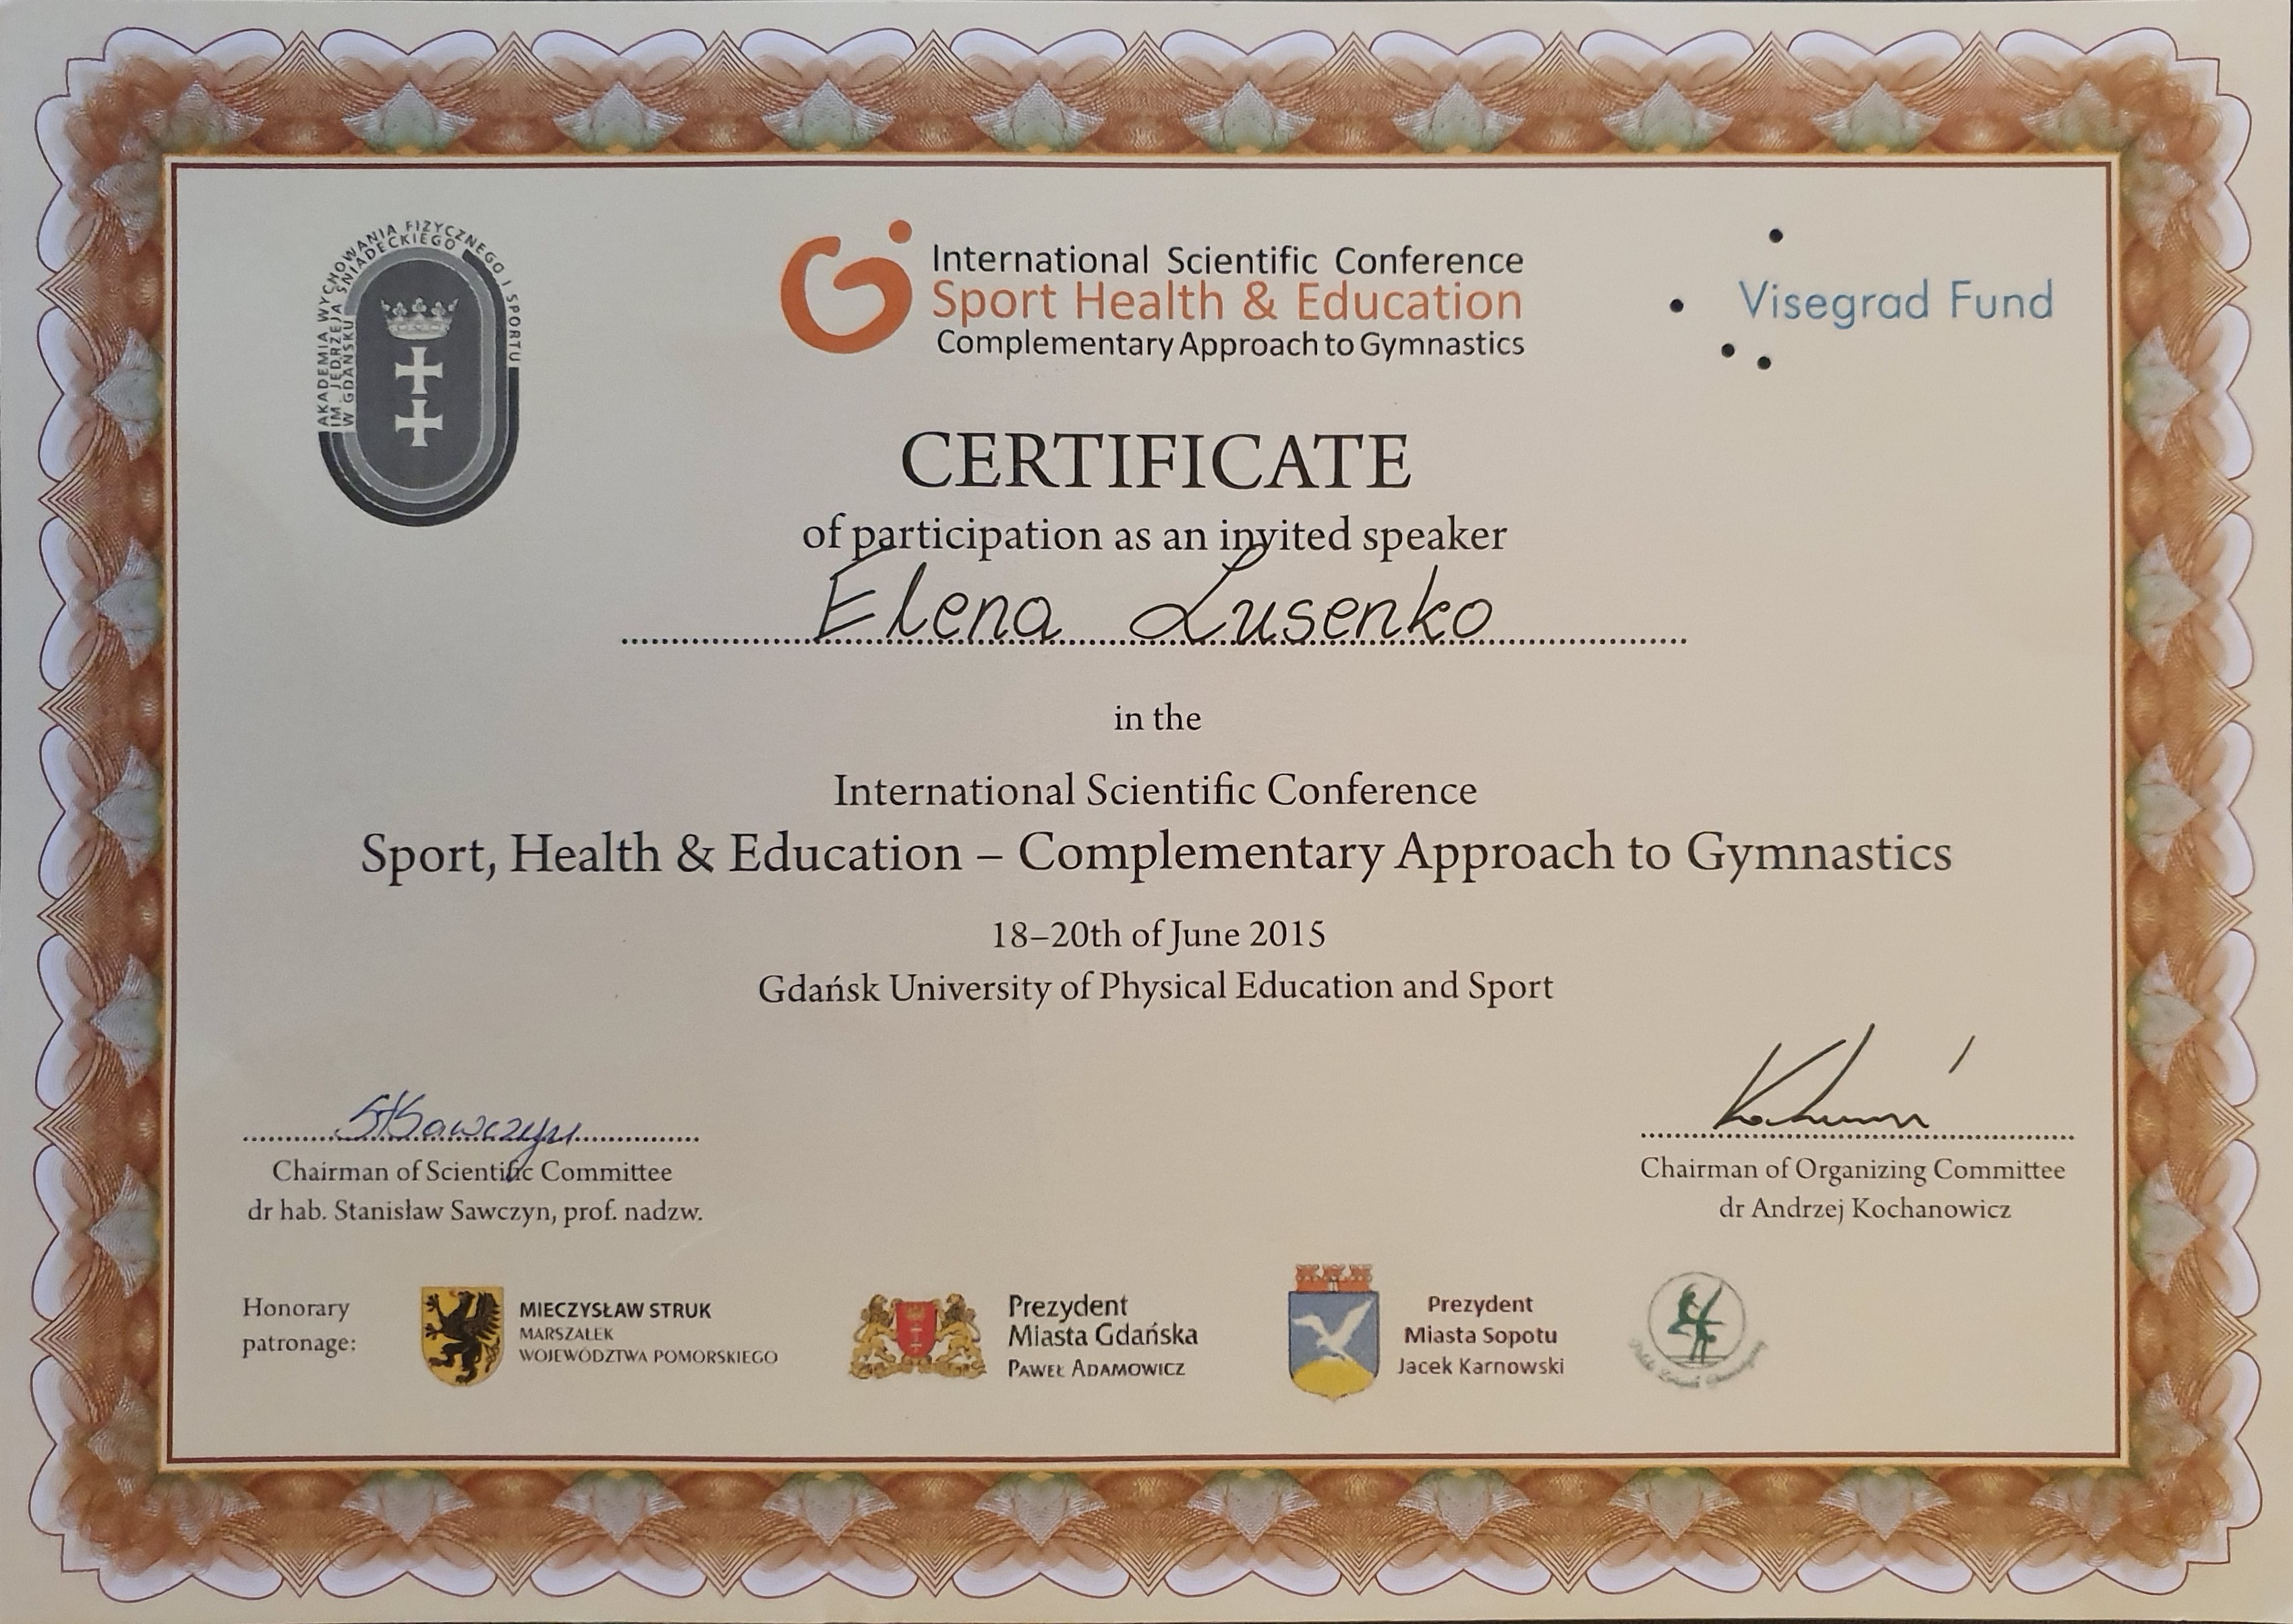 AKADEMIA WYCHOWANIA FIZYCZNEGO I SPORTU
IM. JĘDRZEJA ŚNIADECKIEGO
W GDAŃSKU
International Scientific Conference
Sport Health & Education
Complementary Approach to Gymnastics
Visegrad Fund
CERTIFICATE
of participation as an invited speaker
Elena Lusenko
in the
International Scientific Conference
Sport, Health & Education – Complementary Approach to Gymnastics
18–20th of June 2015
Gdańsk University of Physical Education and Sport
StSawczyn
Chairman of Scientific Committee
dr hab. Stanisław Sawczyn, prof. nadzw.
Chairman of Organizing Committee
dr Andrzej Kochanowicz
Honorary
patronage:
MIECZYSŁAW STRUK
MARSZAŁEK
WOJEWÓDZTWA POMORSKIEGO
Prezydent
Miasta Gdańska
PAWEŁ ADAMOWICZ
Prezydent
Miasta Sopotu
Jacek Karnowski